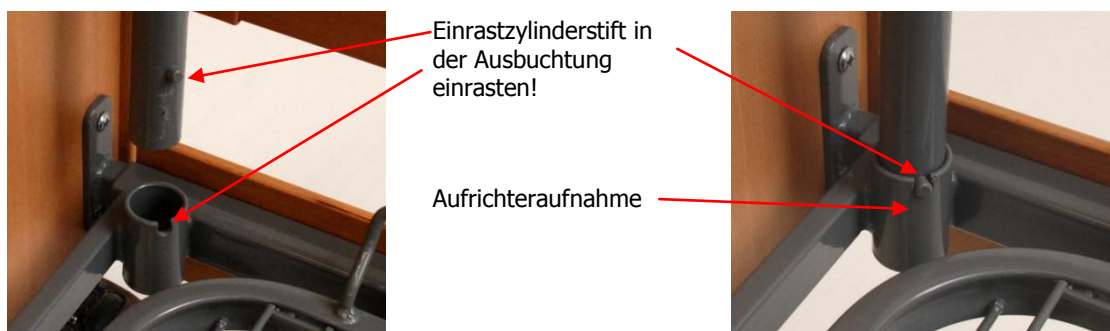 Einrastzylinderstift in
der Ausbuchtung
einrasten!
Aufrichteraufnahme